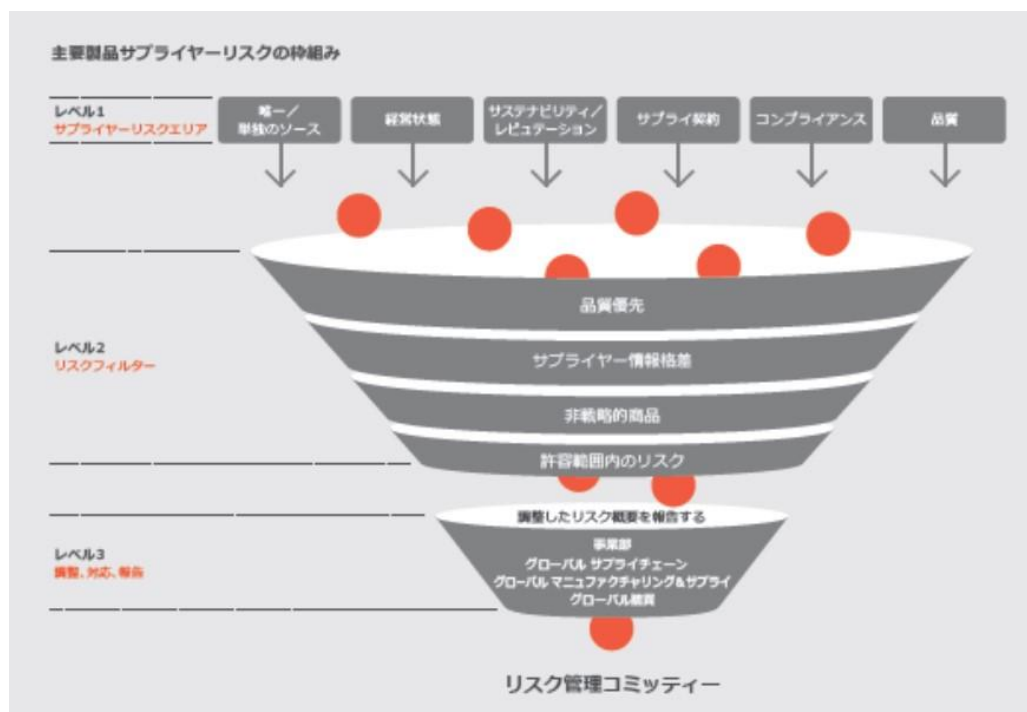 主要製品サプライヤーリスクの枠組み
レベル1
サプライヤーリスクエリア
唯一／
単独のソース
経営状態
サステナビリティ／
レピュテーション
サプライ契約
コンプライアンス
品質
レベル2
リスクフィルター
品質優先
サプライヤー情報格差
非戦略的商品
許容範囲内のリスク
レベル3
調整、対応、報告
調整したリスク概要を報告する
事業部
グローバル サプライチェーン
グローバル マニュファクチャリング&サプライ
グローバル購買
リスク管理コミッティー